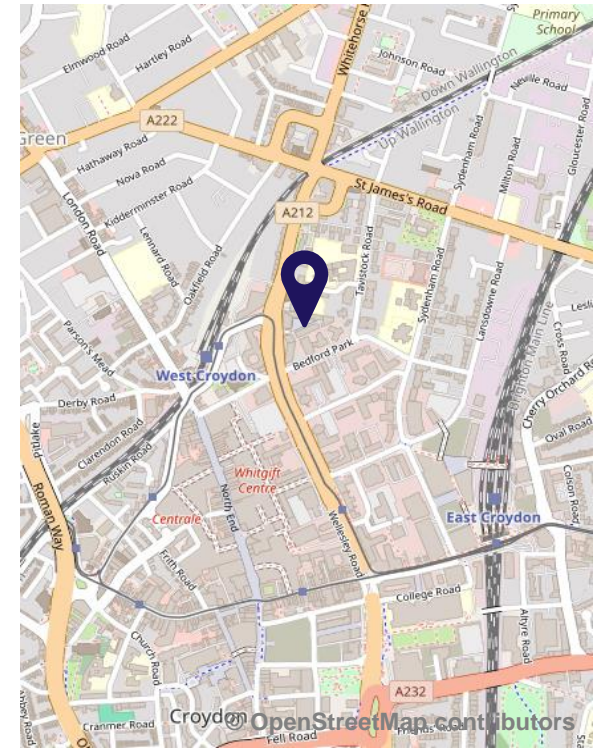 Primary
School
Elmwood Road
Hartley Road
Whitehorse
Johnson Road
Down Wallington
Neville Road
Gloucester Road
A222
Green
Up Wallington
Hathaway Road
Nova Road
Kidderminster Road
London Road
Lennard Road
Oakfield Road
Sydenham Road
Milton Road
St James's Road
A212
Tavistock Road
Sydenham Road
Lansdowne Road
Brighton Main Line
Cross Road
Parson's Mead
Bedford Park
West Croydon
Cherry Orchard
Derby Road
Clarendon Road
Ruskin Road
Oval Road
Roman Way
Whitgift
Centre
North End
Colson Road
Centrale
East Croydon
Wellesley Road
Frith Road
College Road
Altyre Road
Church Road
A232
Abbey Road
Cranmer Road
Croydon
Fell Road
Friends' Road
© OpenStreetMap contributors